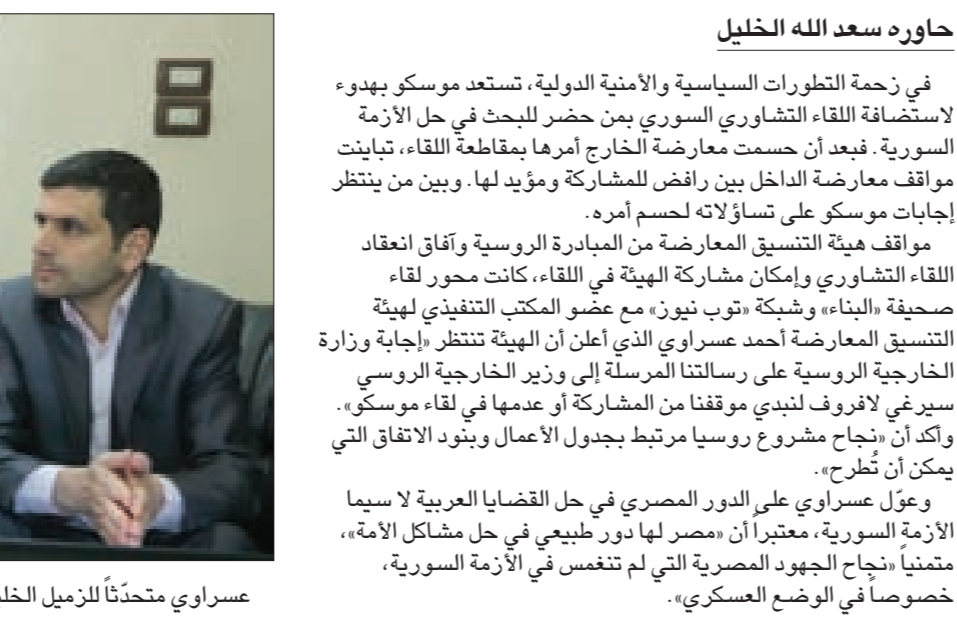 حاوره سعد الله الخليل
في زحمة التطورات السياسية والأمنية الدولية، تستعد موسكو بهدوء
لاستضافة اللقاء التشاوري السوري بمن حضر للبحث في حل الأزمة
السورية. فبعد أن حسمت معارضة الخارج أمرها بمقاطعة اللقاء، تباينت
مواقف معارضة الداخل بين رافض للمشاركة ومؤيد لها. وبين من ينتظر
إجابات موسكو على تساؤلاته لحسم أمره.
مواقف هيئة التنسيق المعارضة من المبادرة الروسية وآفاق انعقاد
اللقاء التشاوري وإمكان مشاركة الهيئة في اللقاء، كانت محور لقاء
صحيفة «البناء» وشبكة «توب نيوز» مع عضو المكتب التنفيذي لهيئة
التنسيق المعارضة أحمد عسراوي الذي أعلن أن الهيئة تنتظر «إجابة وزارة
الخارجية الروسية على رسالتنا المرسلة إلى وزير الخارجية الروسي
سيرغي لافروف لنبدي موقفنا من المشاركة أو عدمها في لقاء موسكو».
وأكد أن «نجاح مشروع روسيا مرتبط بجدول الأعمال وبنود الاتفاق التي
يمكن أن تُطرح».
وعوّل عسراوي على الدور المصري في حل القضايا العربية لا سيما
الأزمة السورية، معتبراً أن «مصر لها دور طبيعي في حل مشاكل الأمة»،
متمنياً «نجاح الجهود المصرية التي لم تنغمس في الأزمة السورية،
خصوصاً في الوضع العسكري».
عسراوي متحدّثاً للزميل